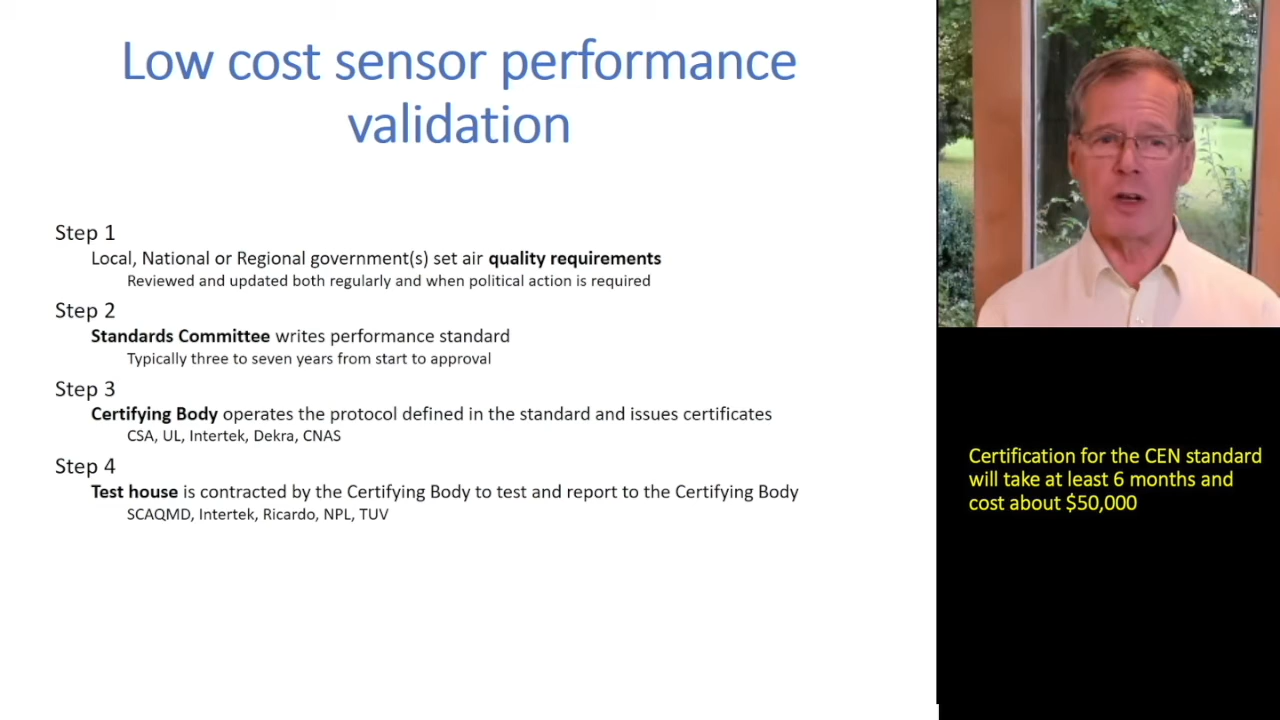 Low cost sensor performance
validation
Step 1
Local, National or Regional government(s) set air quality requirements
Reviewed and updated both regularly and when political action is required
Step 2
Standards Committee writes performance standard
Typically three to seven years from start to approval
Step 3
Certifying Body operates the protocol defined in the standard and issues certificates
CSA, UL, Intertek, Dekra, CNAS
Step 4
Test house is contracted by the Certifying Body to test and report to the Certifying Body
SCAQMD, Intertek, Ricardo, NPL, TUV
Certification for the CEN standard
will take at least 6 months and
cost about $50,000